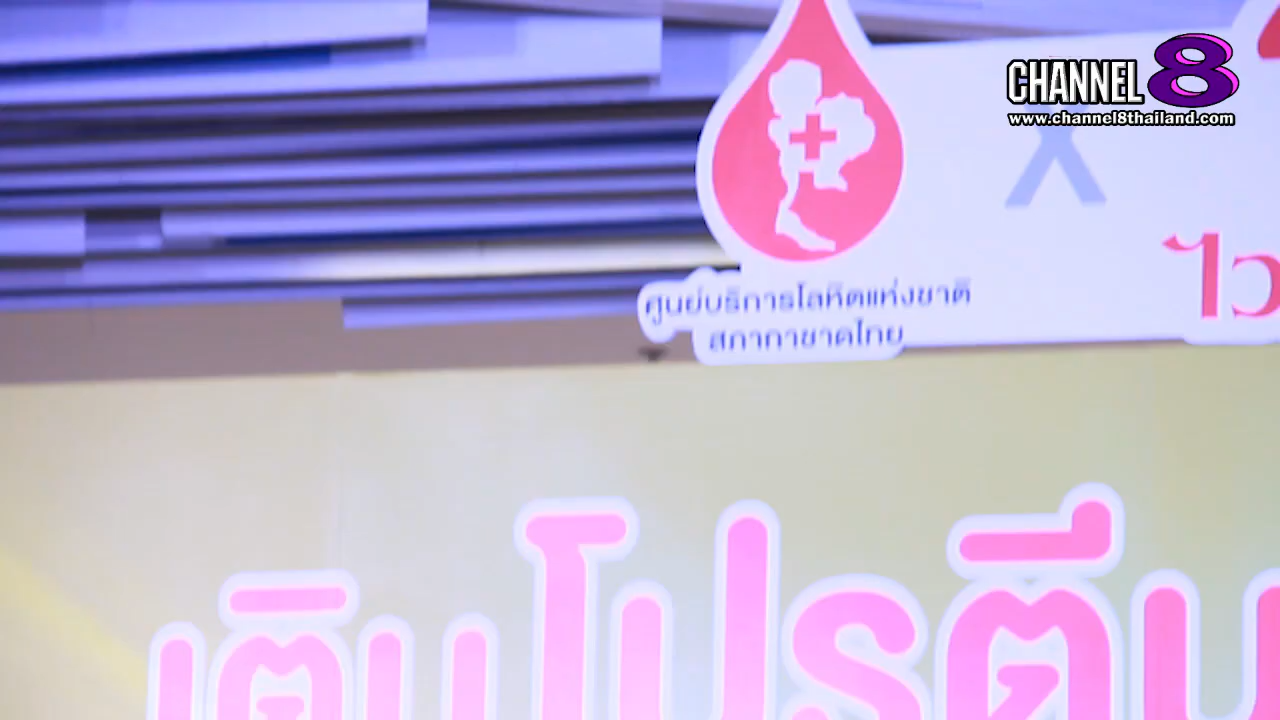 CHANNEL 8
www.channel8thailand.com
X
ศูนย์บริการโลหิตแห่งชาติ
สภากาชาดไทย
เติมโปรตีน